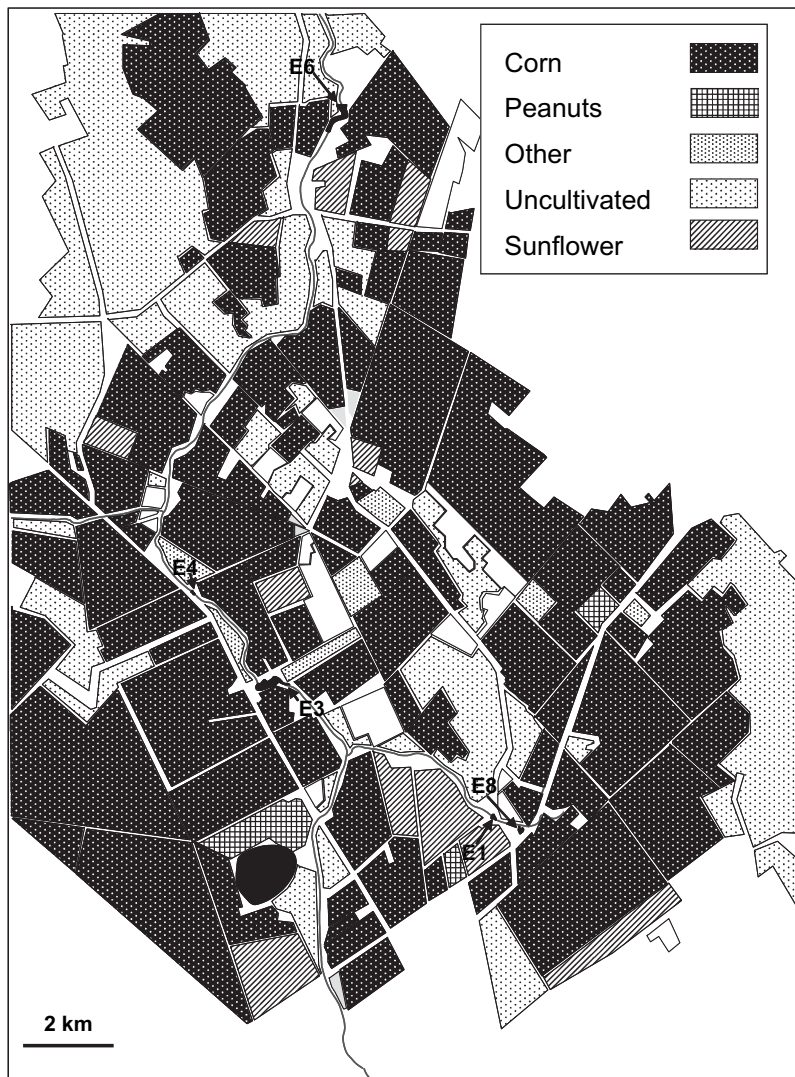 E6
Corn
Peanuts
Other
Uncultivated
Sunflower
E4
E3
E8
E1
2 km